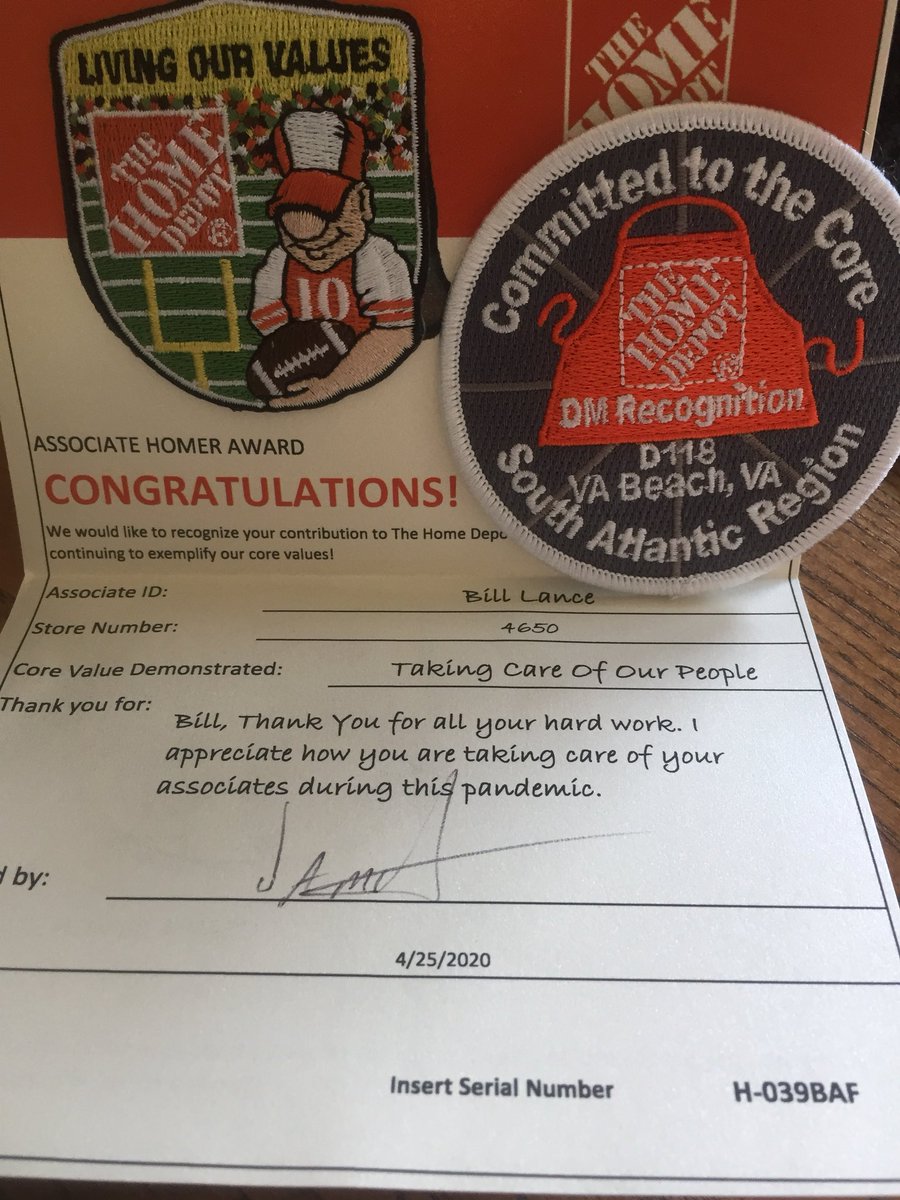 LIVING OUR VALUES
THE
HOME
DEPOT
®
10
THE
HOME
DEPOT
Committed to the Core
THE
HOME
DEPOT
®
DM Recognition
D118
VA Beach, VA
South Atlantic Region
ASSOCIATE HOMER AWARD
CONGRATULATIONS!
We would like to recognize your contribution to The Home Depo
continuing to exemplify our core values!
Associate ID: Bill Lance
Store Number: 4650
Core Value Demonstrated: Taking Care Of Our People
Thank you for:
Bill, Thank You for all your hard work. I
appreciate how you are taking care of your
associates during this pandemic.
d by:
4/25/2020
Insert Serial Number H-039BAF